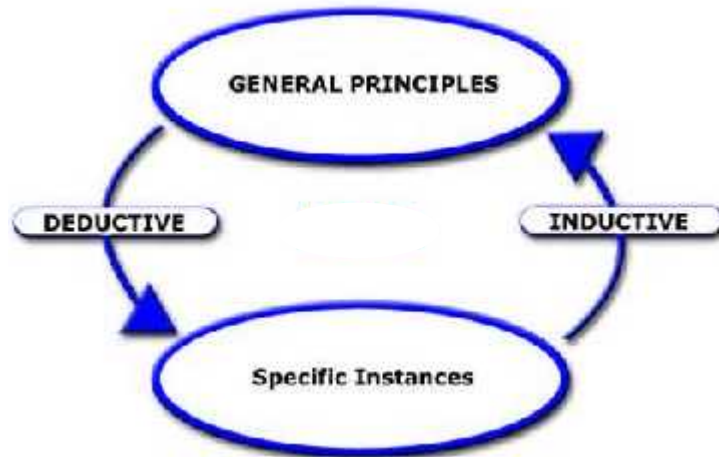 GENERAL PRINCIPLES
DEDUCTIVE
INDUCTIVE
Specific Instances